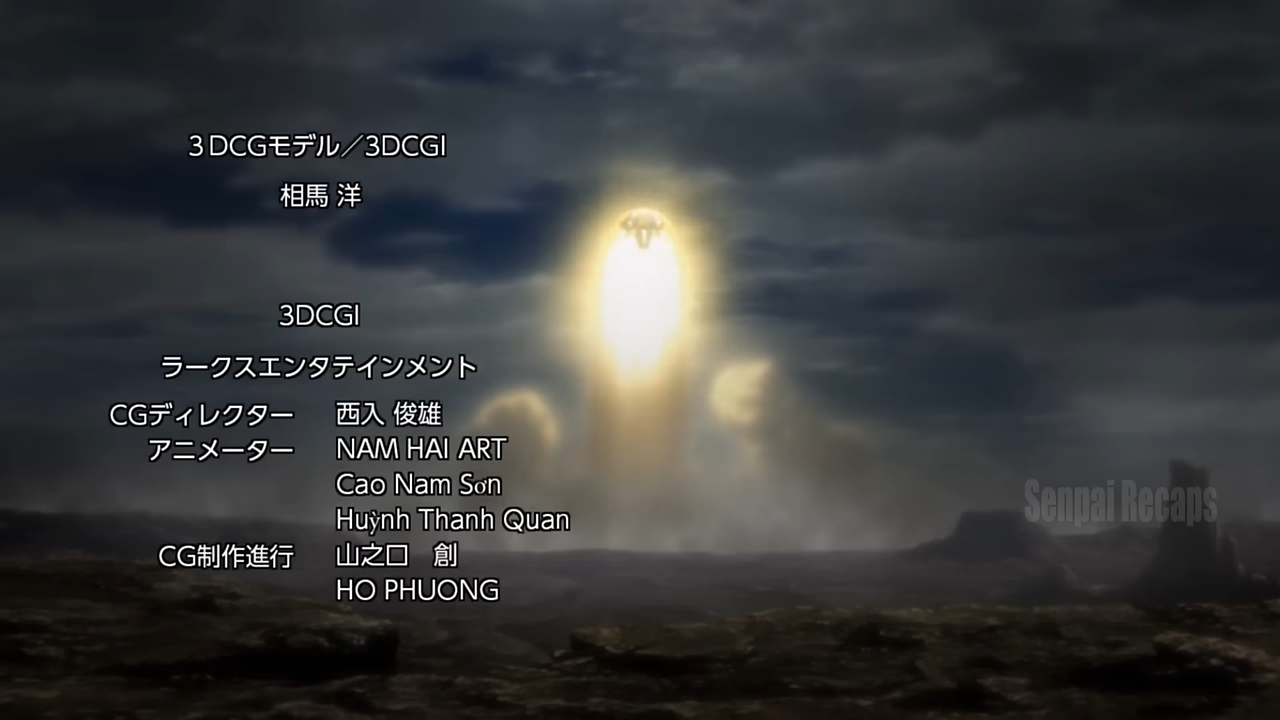 3DCGモデル／3DCGI
相馬 洋
3DCGI
ラークスエンタテインメント
CGディレクター 西入 俊雄
アニメーター NAM HAI ART
Cao Nam Sơn
Huỳnh Thanh Quan
CG制作進行 山之口 創
HO PHUONG
Senpai Recaps